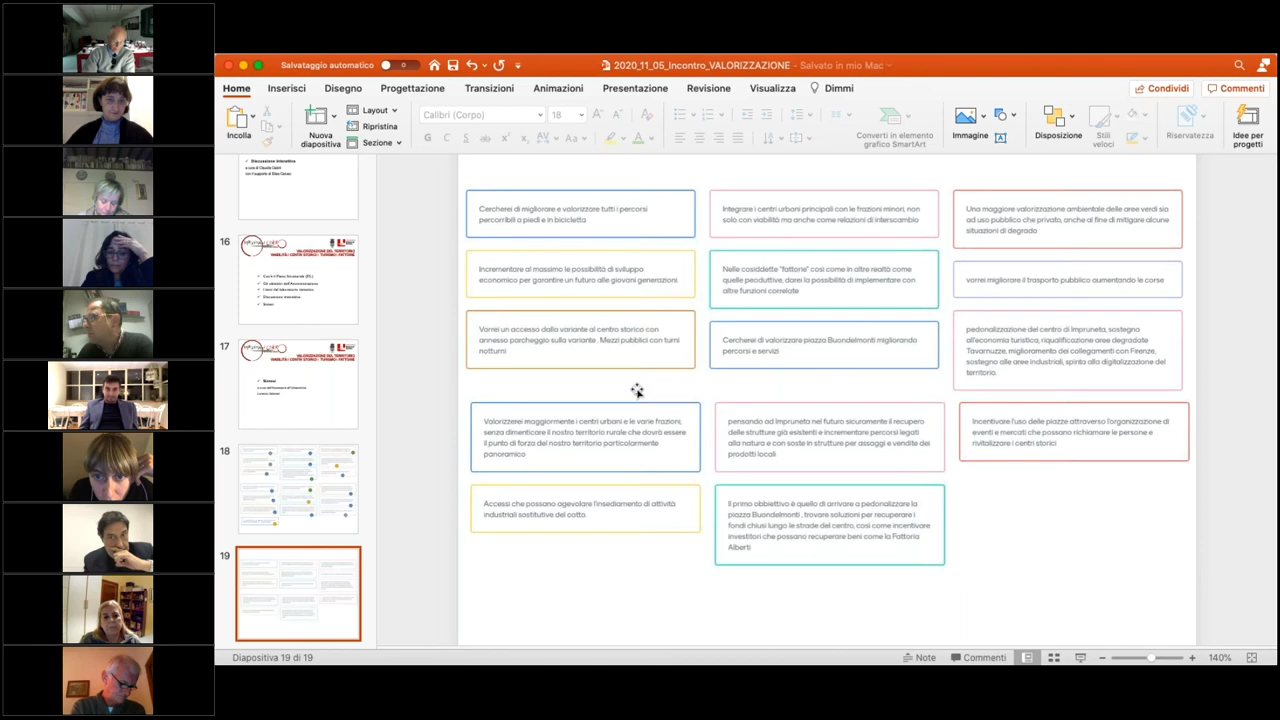 Salvataggio automatico
0
2020_11_05_Incontro_VALORIZZAZIONE - Salvato in mio Mac
Home
Inserisci
Disegno
Progettazione
Transizioni
Animazioni
Presentazione
Revisione
Visualizza
Dimmi
Condividi
Commenti
Incolla
Nuova
diapositiva
Layout
Ripristina
Sezione
Calibri (Corpo)
18
G C S ab
Converti in elemento
grafico SmartArt
Immagine
Disposizione
Stili
veloci
Riservatezza
Idee per
progetti
Discussione interattiva
16
VALORIZZAZIONE DEL TERRITORIO
Discussione interattiva
Sintesi
17
VALORIZZAZIONE DEL TERRITORIO
Sintesi
18
19
Cercherei di migliorare e valorizzare tutti i percorsi
percorribili a piedi e in bicicletta
Integrare i centri urbani principali con le frazioni minori, non
solo con viabilità ma anche come relazioni di interscambio
Una maggiore valorizzazione ambientale delle aree verdi sia
ad uso pubblico che privato, anche al fine di mitigare alcune
situazioni di degrado
Incrementare al massimo le possibilità di sviluppo
economico per garantire un futuro alle giovani generazioni.
Nelle cosiddette "fattorie" così come in altre realtà come
quelle peoduttive, darei la possibilità di implementare con
altre funzioni correlate
vorrei migliorare il trasporto pubblico aumentando le corse
Vorrei un accesso dalla variante al centro storico con
annesso parcheggio sulla variante . Mezzi pubblici con turni
notturni
Cercherei di valorizzare piazza Buondelmonti migliorando
percorsi e servizi
pedonalizzazione del centro di Impruneta, sostegno
all'economia turistica, riqualificazione aree degradate
Tavarnuzze, miglioramento dei collegamenti con Firenze,
sostegno alle aree industriali, spinta alla digitalizzazione del
territorio.
Valorizzerei maggiormente i centri urbani e le varie frazioni,
senza dimenticare il nostro territorio rurale che dovrà essere
il punto di forza del nostro territorio particolarmente
panoramico
pensando ad Impruneta nel futuro sicuramente il recupero
delle strutture già esistenti e incrementare percorsi legati
alla natura e con soste in strutture per assaggi e vendite dei
prodotti locali
Incentivare l'uso delle piazze attraverso l'organizzazione di
eventi e mercati che possano richiamare le persone e
rivitalizzare i centri storici
Accessi che possano agevolare l'insediamento di attività
industriali sostitutive del cotto.
Il primo obbiettivo è quello di arrivare a pedonalizzare la
piazza Buondelmonti , trovare soluzioni per recuperare i
fondi chiusi lungo le strade del centro, così come incentivare
investitori che possano recuperare beni come la Fattoria
Alberti
Diapositiva 19 di 19
Note
Commenti
140%